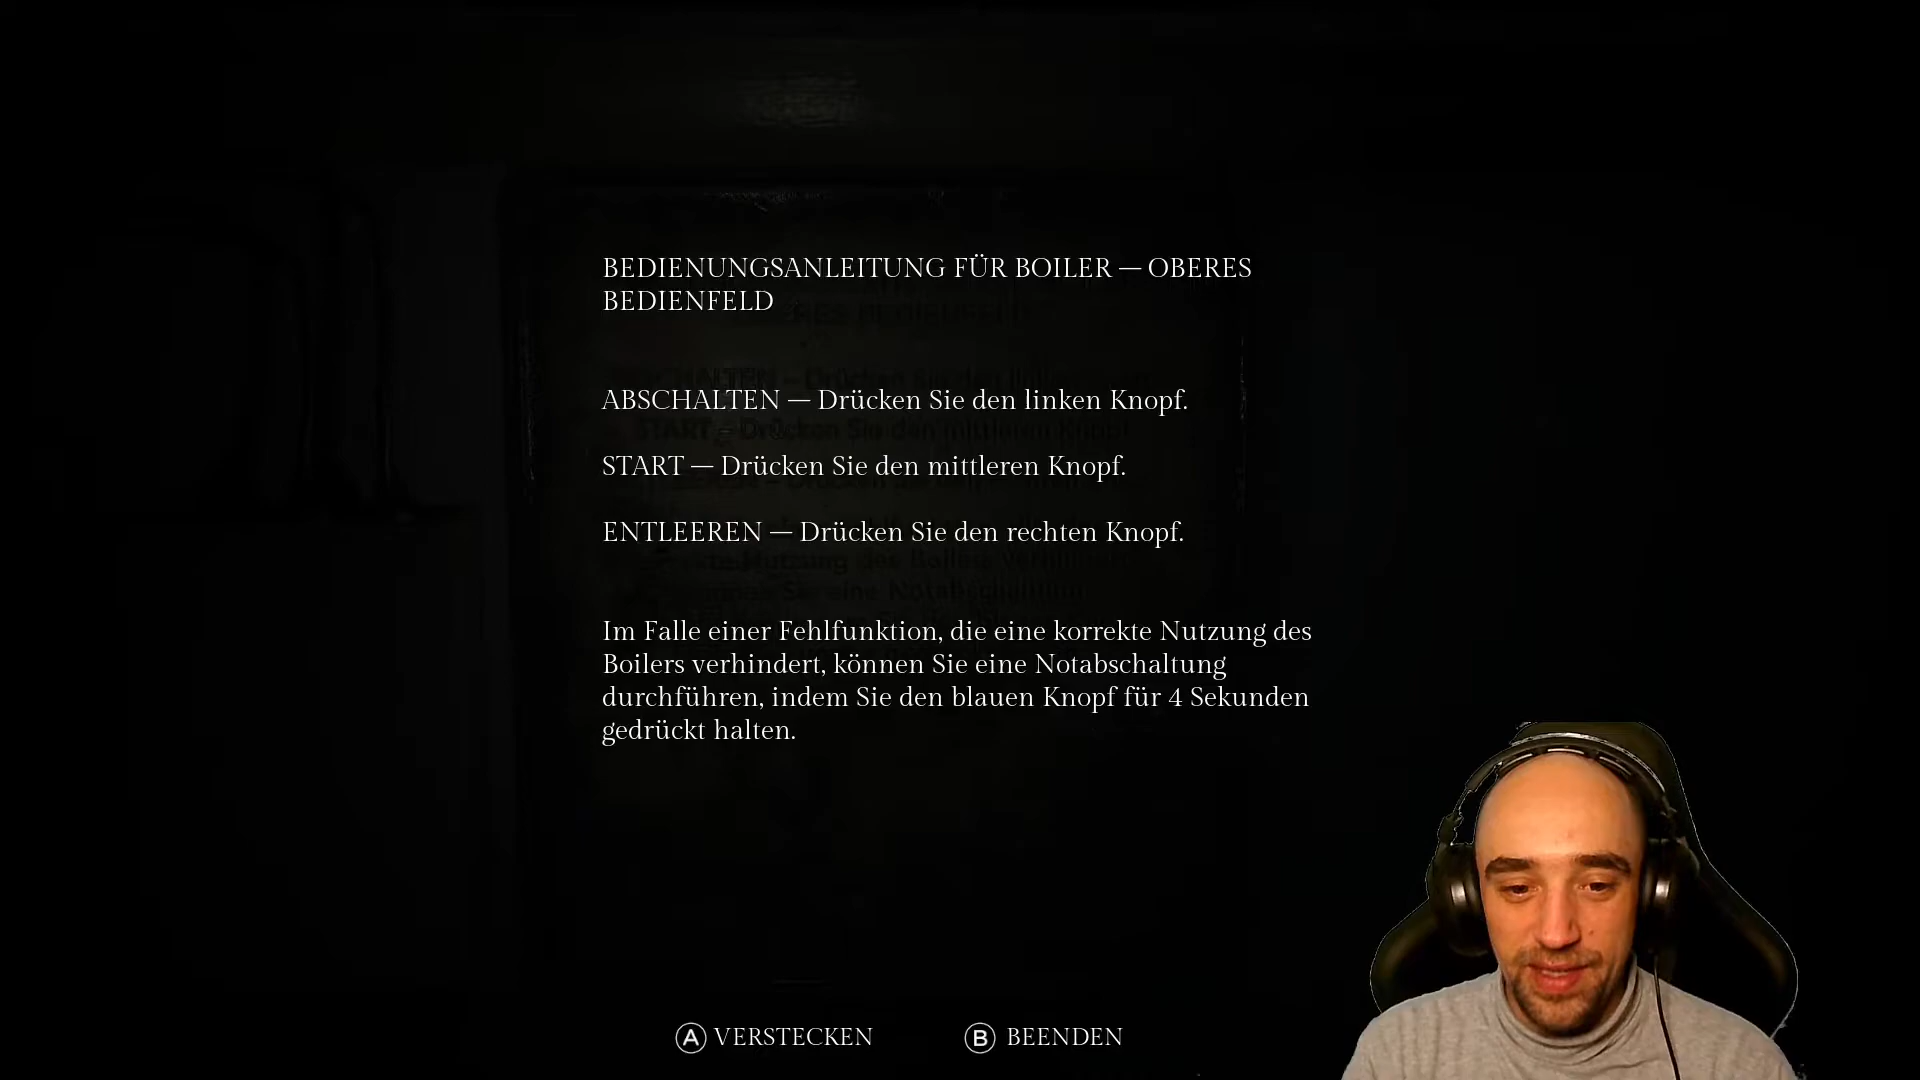 BEDIENUNGSANLEITUNG FÜR BOILER — OBERES
BEDIENFELD
ABSCHALTEN — Drücken Sie den linken Knopf.
START — Drücken Sie den mittleren Knopf.
ENTLEEREN — Drücken Sie den rechten Knopf.
Im Falle einer Fehlfunktion, die eine korrekte Nutzung des
Boilers verhindert, können Sie eine Notabschaltung
durchführen, indem Sie den blauen Knopf für 4 Sekunden
gedrückt halten.
A VERSTECKEN
B BEENDEN